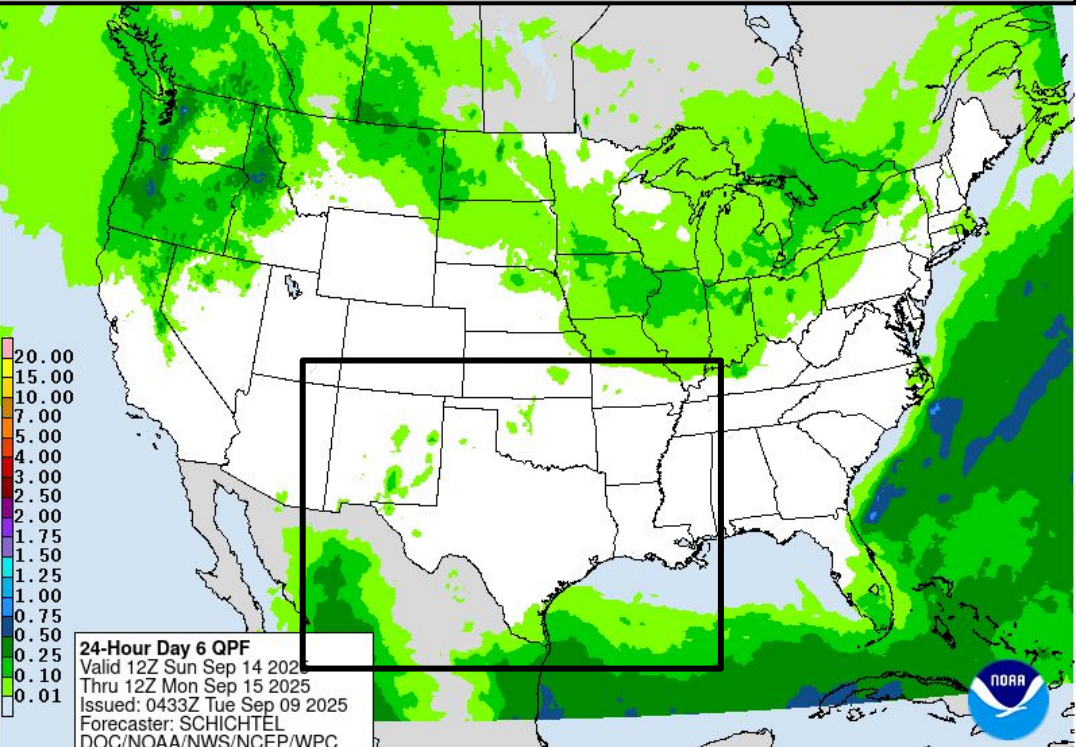 20.00
15.00
10.00
7.00
5.00
4.00
3.00
2.50
2.00
1.75
1.50
1.25
1.00
0.75
0.50
0.25
0.10
0.01
24-Hour Day 6 QPF
Valid 12Z Sun Sep 14 2025
Thru 12Z Mon Sep 15 2025
Issued: 0433Z Tue Sep 09 2025
Forecaster: SCHICHTEL
DOC/NOAA/NWS/NCEP/WPC
NOAA